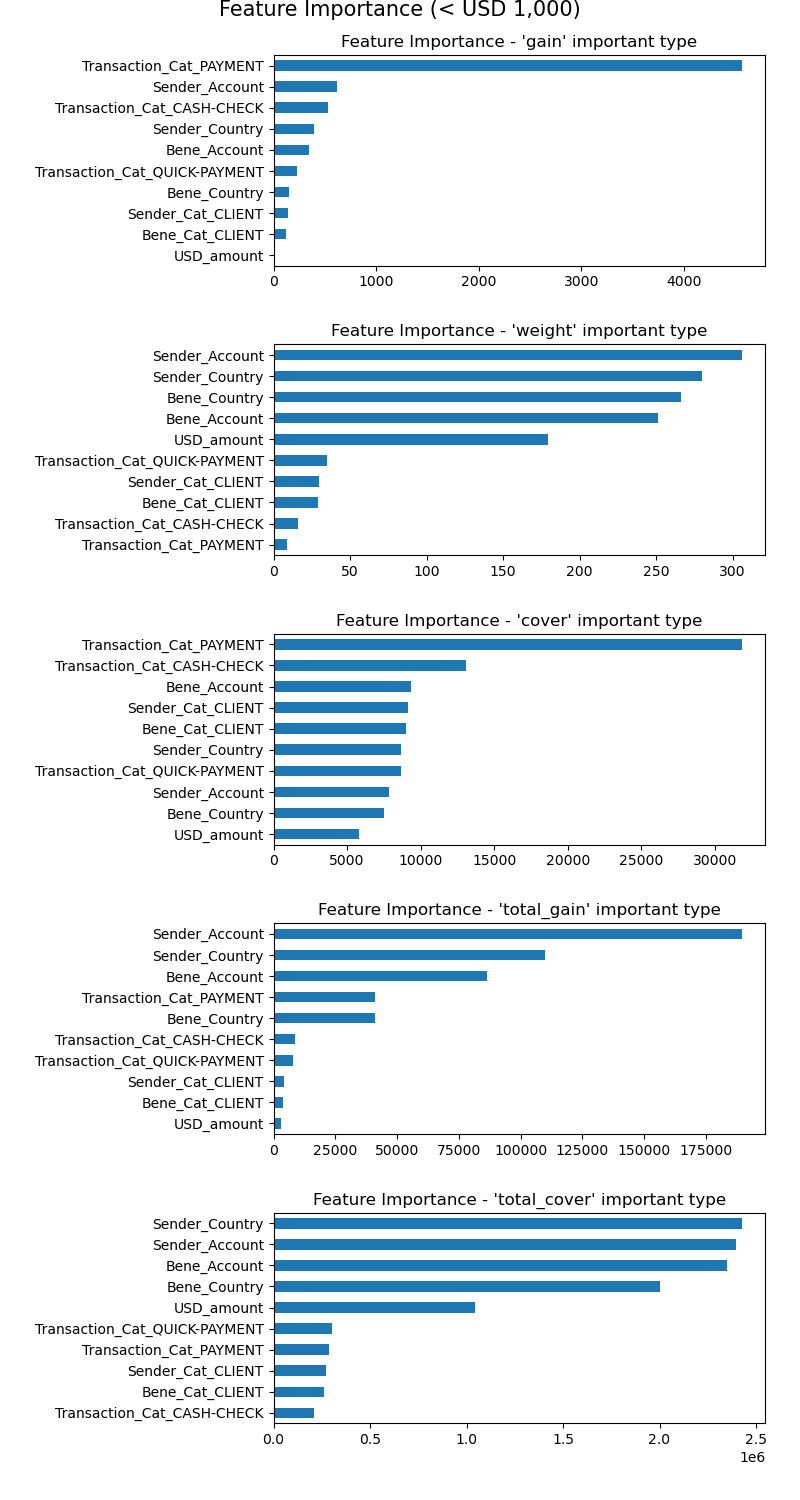 Feature Importance (< USD 1,000)
Feature Importance - 'gain' important type
Transaction_Cat_PAYMENT
Sender_Account
Transaction_Cat_CASH-CHECK
Sender_Country
Bene_Account
Transaction_Cat_QUICK-PAYMENT
Bene_Country
Sender_Cat_CLIENT
Bene_Cat_CLIENT
USD_amount
0 1000 2000 3000 4000
Feature Importance - 'weight' important type
Sender_Account
Sender_Country
Bene_Country
Bene_Account
USD_amount
Transaction_Cat_QUICK-PAYMENT
Sender_Cat_CLIENT
Bene_Cat_CLIENT
Transaction_Cat_CASH-CHECK
Transaction_Cat_PAYMENT
0 50 100 150 200 250 300
Feature Importance - 'cover' important type
Transaction_Cat_PAYMENT
Transaction_Cat_CASH-CHECK
Bene_Account
Sender_Cat_CLIENT
Bene_Cat_CLIENT
Sender_Country
Transaction_Cat_QUICK-PAYMENT
Sender_Account
Bene_Country
USD_amount
0 5000 10000 15000 20000 25000 30000
Feature Importance - 'total_gain' important type
Sender_Account
Sender_Country
Bene_Account
Transaction_Cat_PAYMENT
Bene_Country
Transaction_Cat_CASH-CHECK
Transaction_Cat_QUICK-PAYMENT
Sender_Cat_CLIENT
Bene_Cat_CLIENT
USD_amount
0 25000 50000 75000 100000 125000 150000 175000
Feature Importance - 'total_cover' important type
Sender_Country
Sender_Account
Bene_Account
Bene_Country
USD_amount
Transaction_Cat_QUICK-PAYMENT
Transaction_Cat_PAYMENT
Sender_Cat_CLIENT
Bene_Cat_CLIENT
Transaction_Cat_CASH-CHECK
0.0 0.5 1.0 1.5 2.0 2.5
1e6